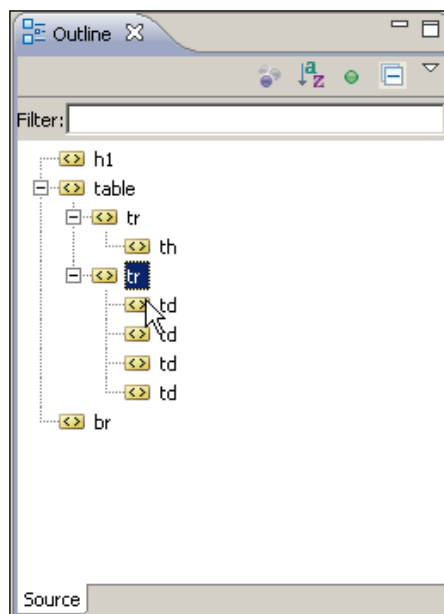 Outline
a
z
Filter:
h1
table
tr
th
tr
td
td
td
td
br
Source